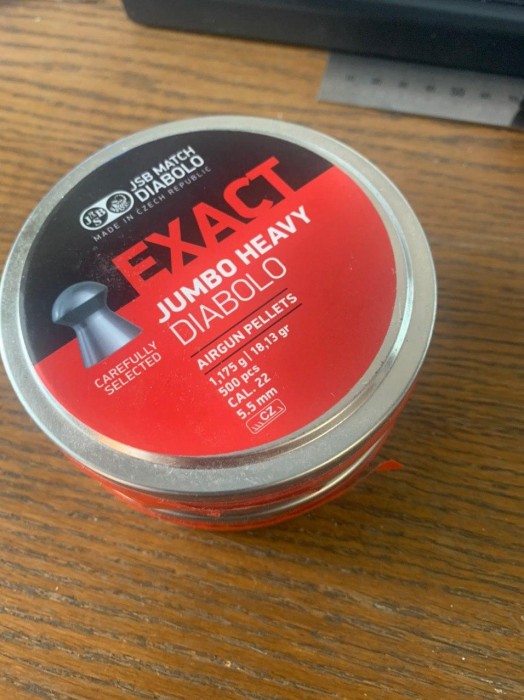 JSB
JSB MATCH
DIABOLO
MADE IN CZECH REPUBLIC
EXACT
JUMBO HEAVY
DIABOLO
CAREFULLY
SELECTED
AIRGUN PELLETS
1,175 g | 18,13 gr
500 pcs
CAL. 22
5.5 mm
CZ